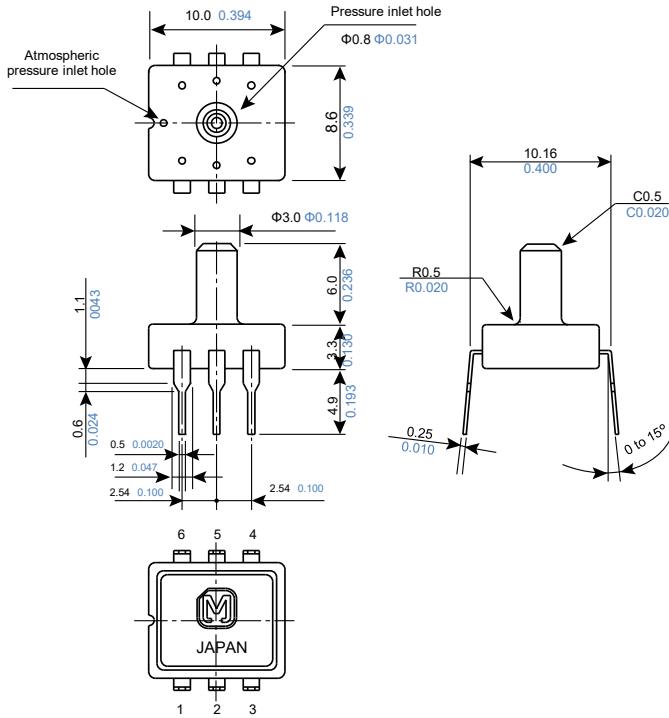 10.0 0.394
Pressure inlet hole
Φ0.8 Φ0.031
Atmospheric
pressure inlet hole
8.6
0.339
10.16
0.400
C0.5
C0.020
Φ3.0 Φ0.118
6.0
0.236
R0.5
R0.020
1.1
0043
3.3
0.130
4.9
0.193
0.6
0.024
0.25
0.010
0 to 15°
0.5 0.0020
1.2 0.047
2.54 0.100
2.54 0.100
6 5 4
M
JAPAN
1 2 3